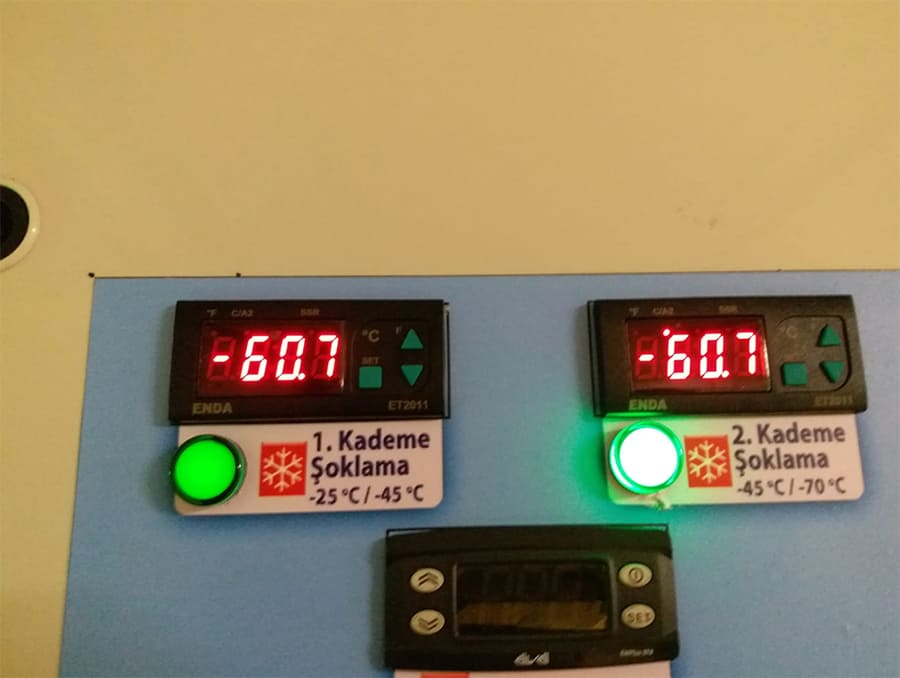 °F C/A2 SSR
-60.7 °C
SET
ENDA ET2011
1. Kademe
Şoklama
-25 °C / -45 °C
°F C/A2 SSR
-60.7 °C
ENDA ET2011
2. Kademe
Şoklama
-45 °C / -70 °C
SET